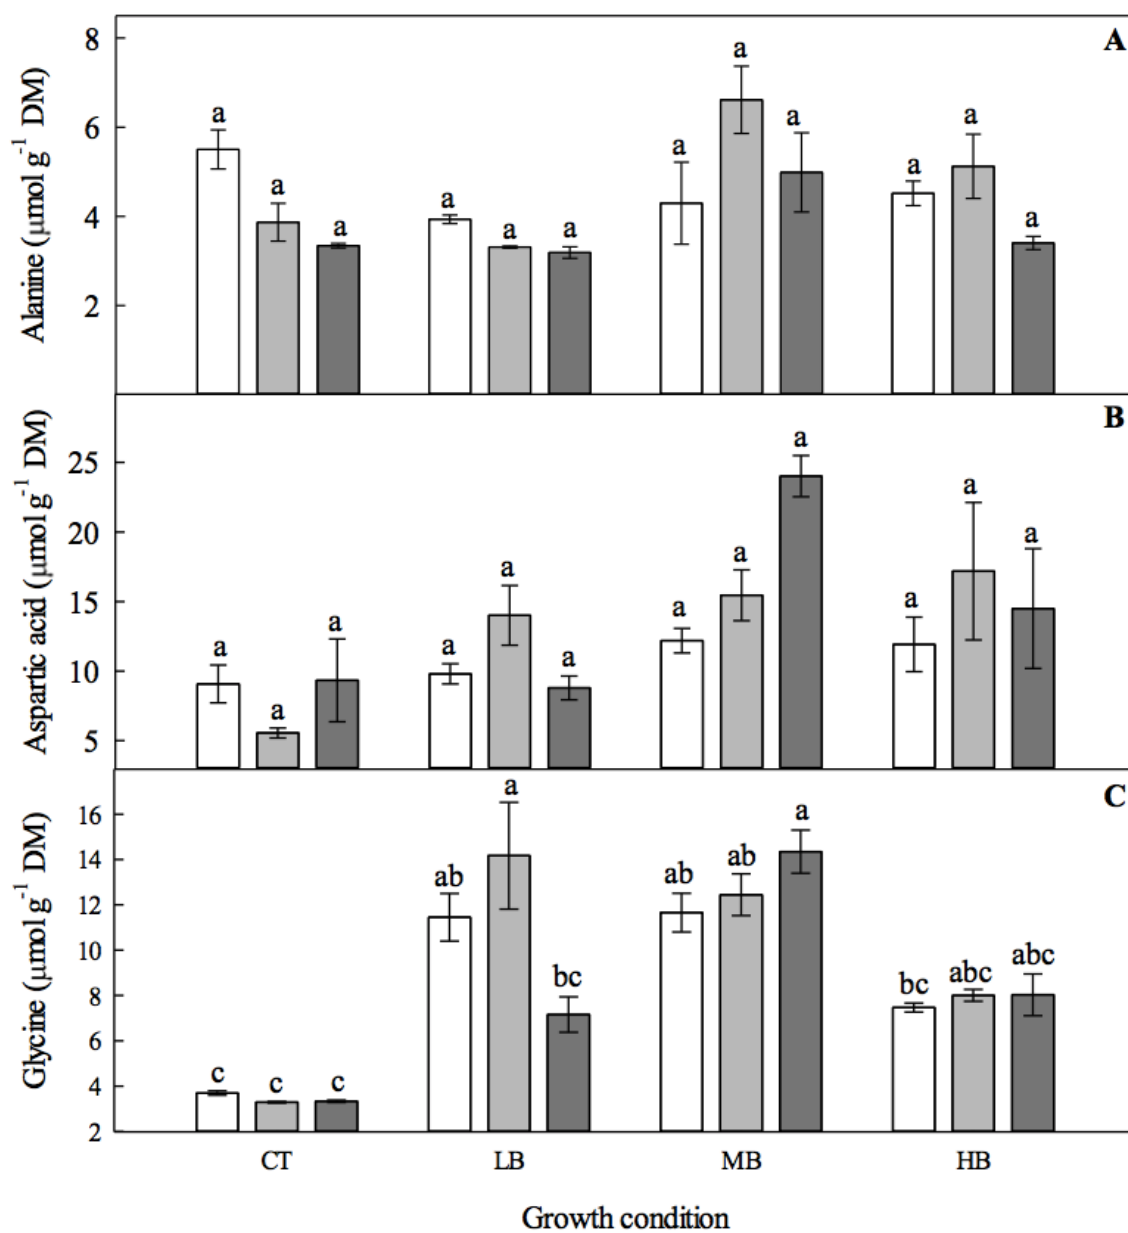 A
Alanine (μmol g⁻¹ DM)
8
6
4
2
a a a a a a a a a a a a
B
Aspartic acid (μmol g⁻¹ DM)
25
20
15
10
5
a a a a a a a a a a a a
C
Glycine (μmol g⁻¹ DM)
16
14
12
10
8
6
4
2
c c c ab a bc ab ab a bc abc abc
CT LB MB HB
Growth condition